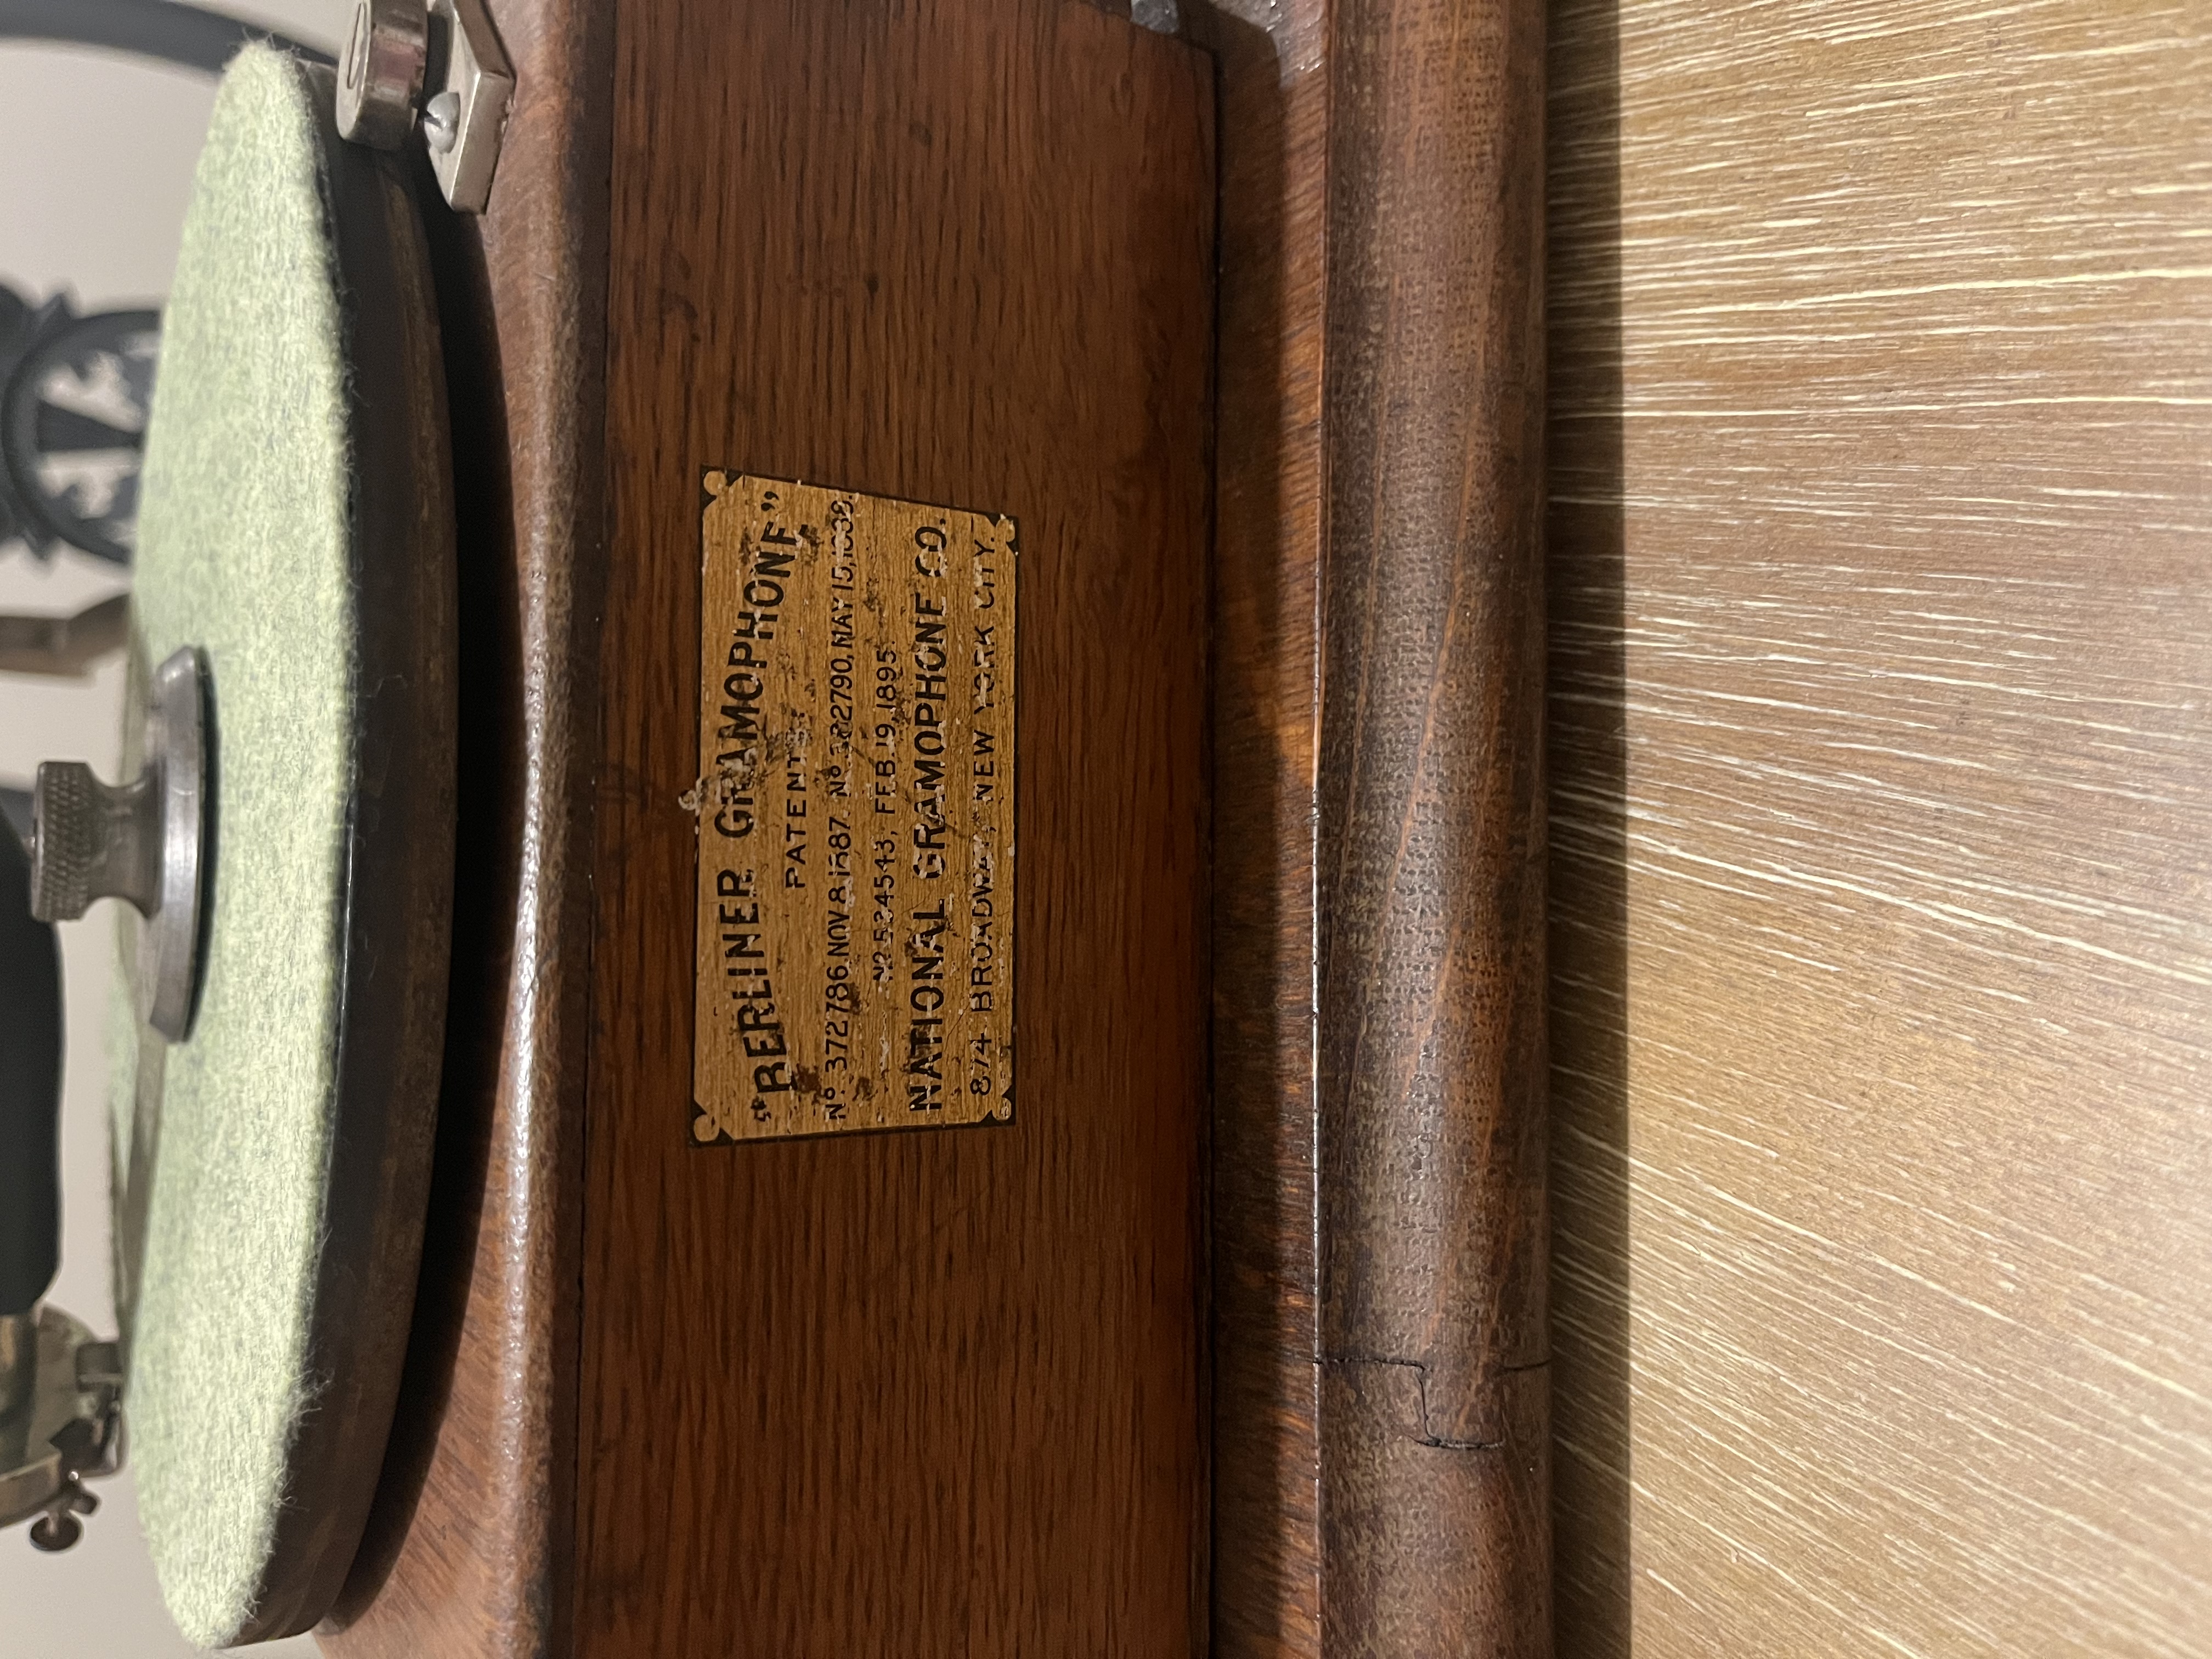 "BERLINER GRAMOPHONE"
PATENTED
Nº 372786 NOV. 8 1887 Nº 382790, MAY 15, 1888.
Nº 534543, FEB. 19, 1895.
NATIONAL GRAMOPHONE CO.
874 BROADWAY, NEW YORK CITY.